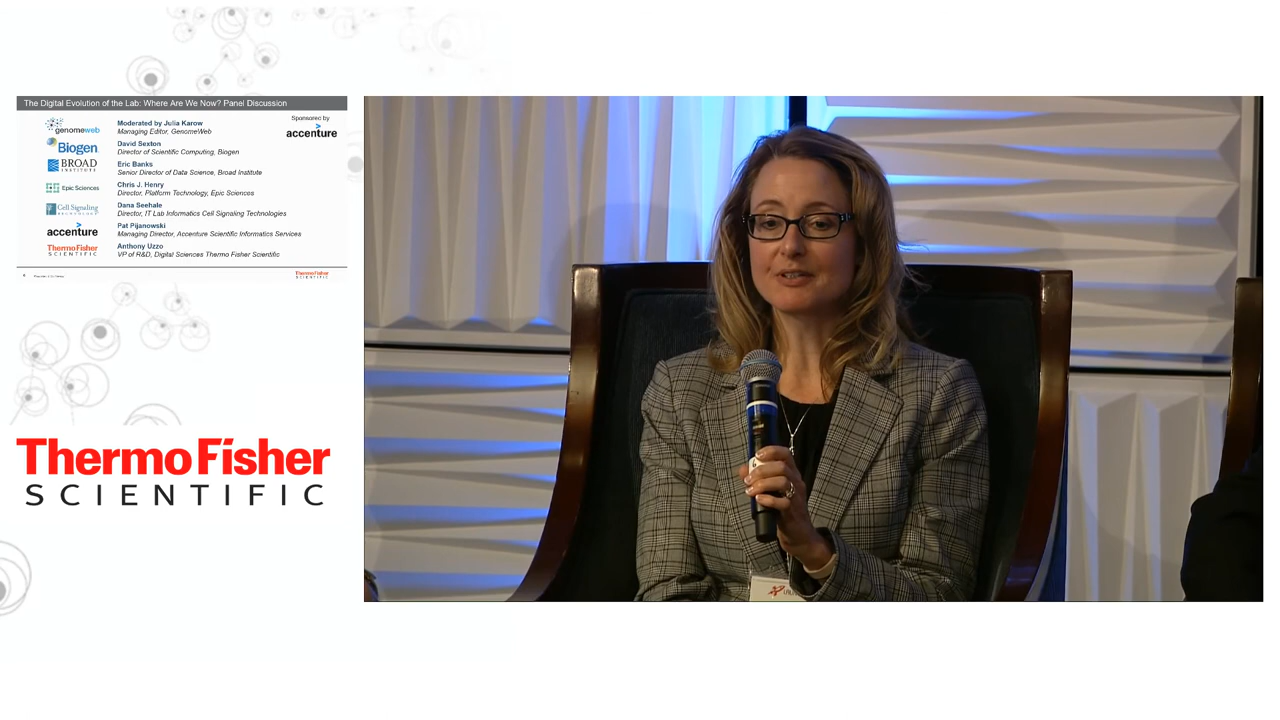 The Digital Evolution of the Lab: Where Are We Now? Panel Discussion
Sponsored by
accenture
genomeweb
Moderated by Julia Karow
Managing Editor, GenomeWeb
Biogen
David Sexton
Director of Scientific Computing, Biogen
BROAD
INSTITUTE
Eric Banks
Senior Director of Data Science, Broad Institute
Epic Sciences
Chris J. Henry
Director, Platform Technology, Epic Sciences
Cell Signaling
TECHNOLOGY
Dana Seehale
Director, IT Lab Informatics Cell Signaling Technologies
accenture
Pat Pijanowski
Managing Director, Accenture Scientific Informatics Services
ThermoFisher
SCIENTIFIC
Anthony Uzzo
VP of R&D, Digital Sciences Thermo Fisher Scientific
ThermoFisher
SCIENTIFIC
ThermoFisher
SCIENTIFIC